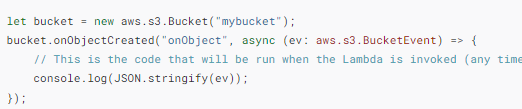 let bucket = new aws.s3.Bucket("mybucket");
bucket.onObjectCreated("onObject", async (ev: aws.s3.BucketEvent) => {
// This is the code that will be run when the Lambda is invoked (any time
console.log(JSON.stringify(ev));
});